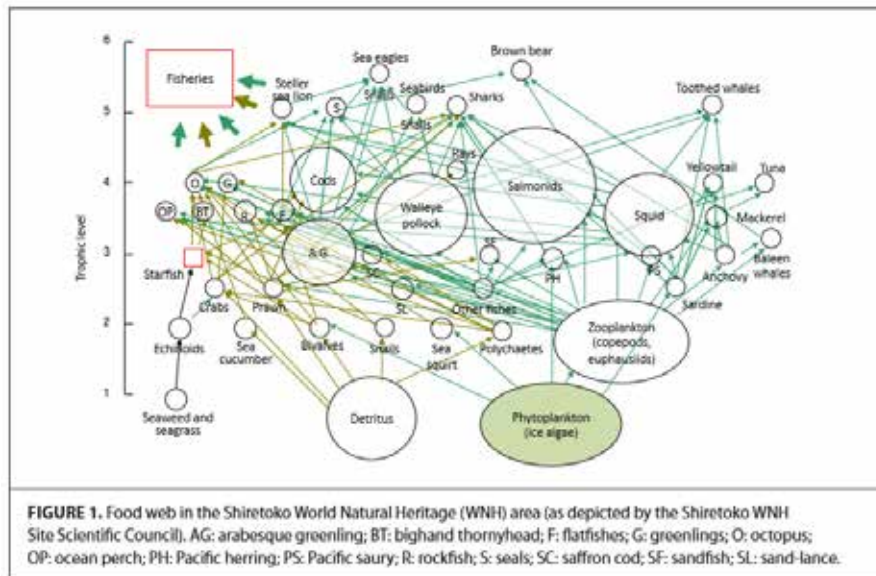 6
5
4
3
2
1
Trophic level
Fisheries
Steller
sea lion
S
Sea eagles
Seabirds
Sharks
Brown bear
Toothed whales
O
G
Cods
Rays
Walleye
pollock
Salmonids
Squid
Yellowtail
Tuna
OP
BT
R
F
Mackerel
Baleen
whales
Starfish
AG
SC
SF
PH
PS
Anchovy
Crabs
Prawn
SL
Other fishes
Sardine
Echinoids
Sea
cucumber
Bivalves
Snails
Sea
squirt
Polychaetes
Zooplankton
(copepods,
euphausiids)
Seaweed and
seagrass
Detritus
Phytoplankton
(ice algae)
FIGURE 1. Food web in the Shiretoko World Natural Heritage (WNH) area (as depicted by the Shiretoko WNH
Site Scientific Council). AG: arabesque greenling; BT: bighand thornyhead; F: flatfishes; G: greenlings; O: octopus;
OP: ocean perch; PH: Pacific herring; PS: Pacific saury; R: rockfish; S: seals; SC: saffron cod; SF: sandfish; SL: sand-lance.